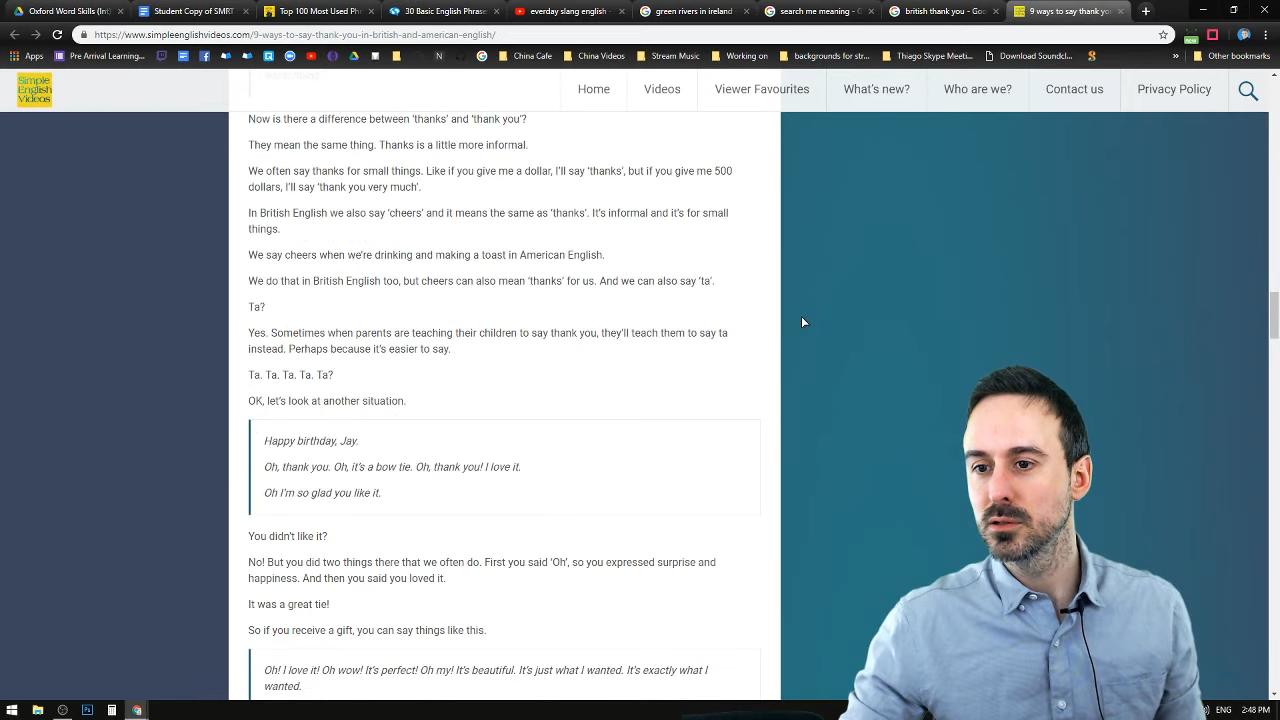 Oxford Word Skills (Int
Student Copy of SMRT
Top 100 Most Used Phr
30 Basic English Phrase
everday slang english -
green rivers in ireland
search me meaning - G
british thank you - Goo
9 ways to say thank yo
https://www.simpleenglishvideos.com/9-ways-to-say-thank-you-in-british-and-american-english/
new
Apps
Pre Arrival Learning
China Cafe
China Videos
Stream Music
Working on
backgrounds for str
Thiago Skype Meet
Download Soundcl
»
Other bookmarks
Simple
English
Videos
Home
Videos
Viewer Favourites
What's new?
Who are we?
Contact us
Privacy Policy
Now is there a difference between 'thanks' and 'thank you'?
They mean the same thing. Thanks is a little more informal.
We often say thanks for small things. Like if you give me a dollar, I'll say 'thanks', but if you give me 500
dollars, I'll say 'thank you very much'.
In British English we also say 'cheers' and it means the same as 'thanks'. It's informal and it's for small
things.
We say cheers when we're drinking and making a toast in American English.
We do that in British English too, but cheers can also mean 'thanks' for us. And we can also say 'ta'.
Ta?
Yes. Sometimes when parents are teaching their children to say thank you, they'll teach them to say ta
instead. Perhaps because it's easier to say.
Ta. Ta. Ta. Ta. Ta?
OK, let's look at another situation.
Happy birthday, Jay.
Oh, thank you. Oh, it's a bow tie. Oh, thank you! I love it.
Oh I'm so glad you like it.
You didn't like it?
No! But you did two things there that we often do. First you said 'Oh', so you expressed surprise and
happiness. And then you said you loved it.
It was a great tie!
So if you receive a gift, you can say things like this.
Oh! I love it! Oh wow! It's perfect! Oh my! It's beautiful. It's just what I wanted. It's exactly what I
wanted.
ENG
2:48 PM